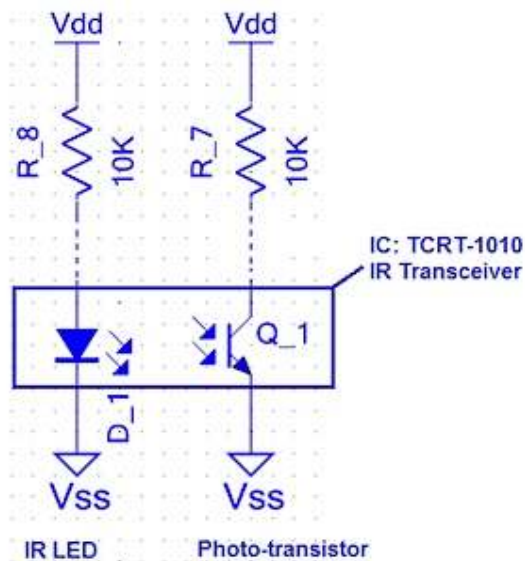 Vdd
Vdd
R_8
10K
R_7
10K
IC: TCRT-1010
IR Transceiver
Q_1
D_1
Vss
Vss
IR LED
Photo-transistor